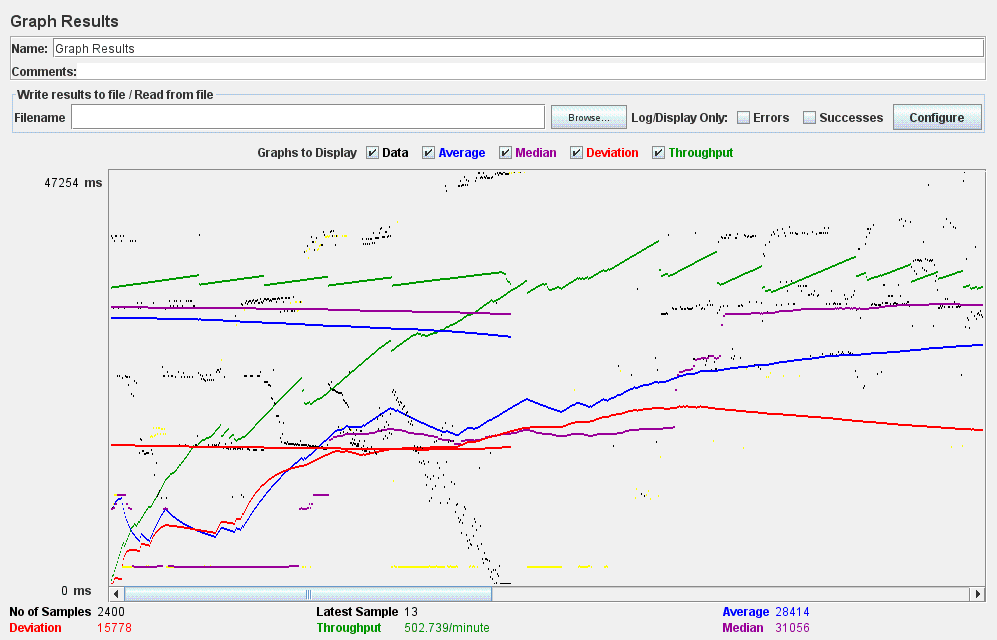 Graph Results
Name: Graph Results
Comments:
Write results to file / Read from file
Filename Browse... Log/Display Only: Errors Successes Configure
Graphs to Display Data Average Median Deviation Throughput
47254 ms
0 ms
No of Samples 2400 Latest Sample 13 Average 28414
Deviation 15778 Throughput 502.739/minute Median 31056